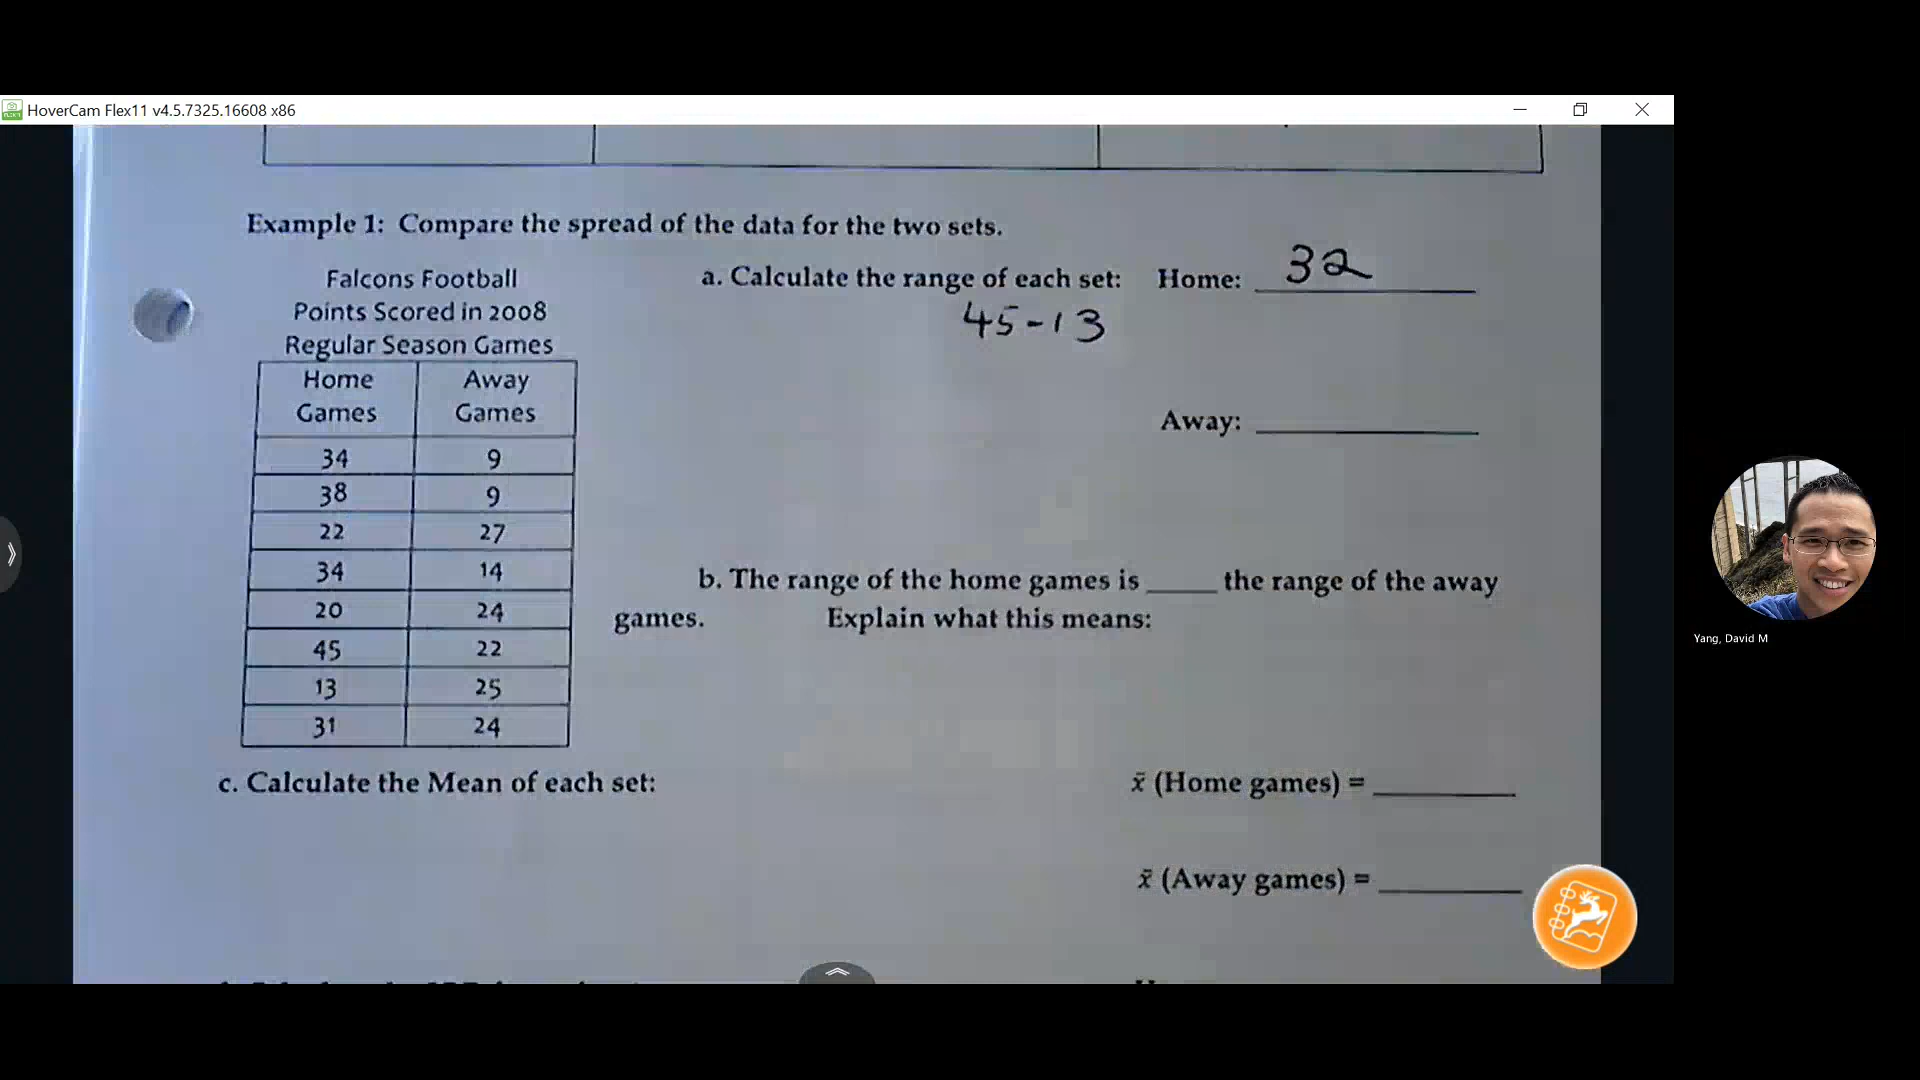 HoverCam Flex11 v4.5.7325.16608 x86
Example 1: Compare the spread of the data for the two sets.
Falcons Football
Points Scored in 2008
Regular Season Games
Home Games Away Games
34 9
38 9
22 27
34 14
20 24
45 22
13 25
31 24
a. Calculate the range of each set: Home: 32
45-13
Away: __________
b. The range of the home games is _____ the range of the away
games. Explain what this means:
c. Calculate the Mean of each set: x̄ (Home games) = __________
x̄ (Away games) = __________
Yang, David M